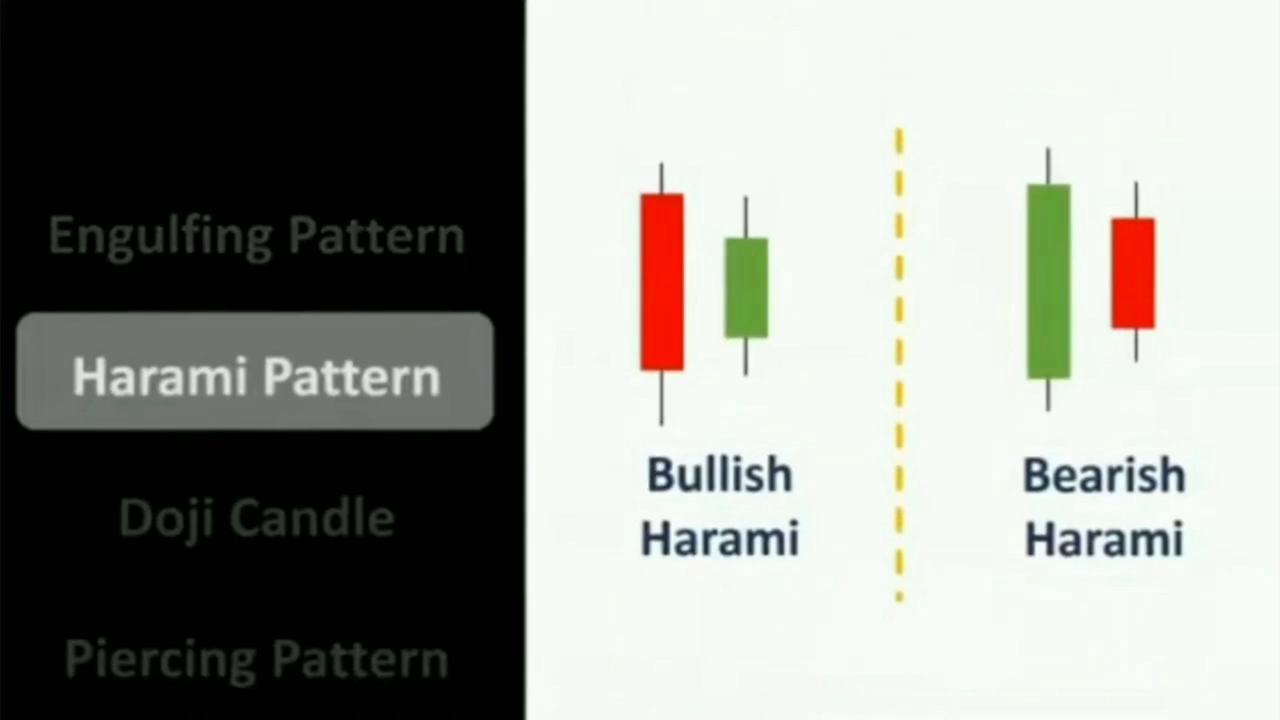 Engulfing Pattern
Harami Pattern
Doji Candle
Piercing Pattern
Bullish
Harami
Bearish
Harami